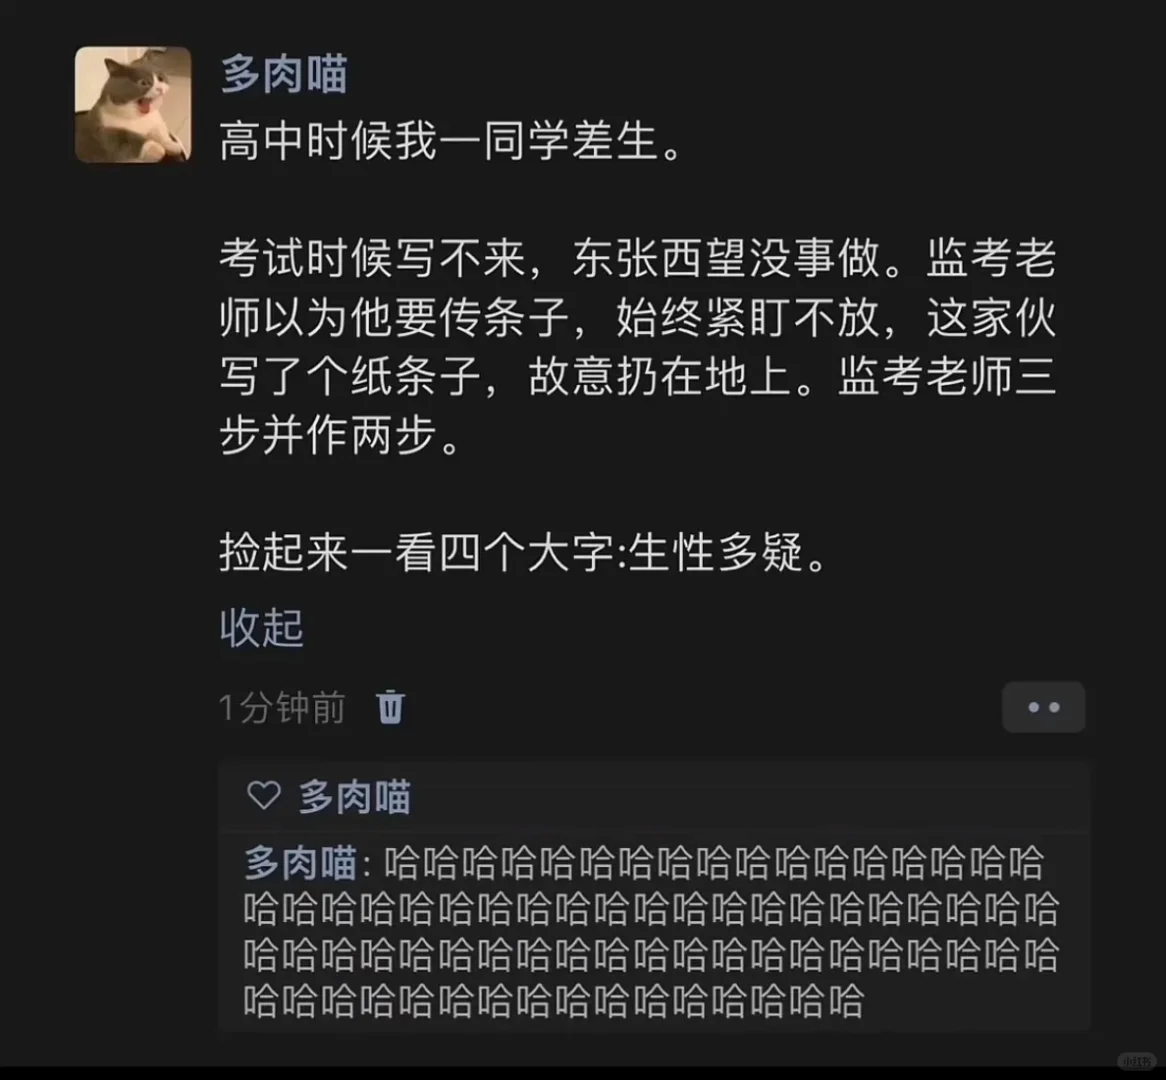 多肉喵
高中时候我一同学差生。
考试时候写不来，东张西望没事做。监考老
师以为他要传条子，始终紧盯不放，这家伙
写了个纸条子，故意扔在地上。监考老师三
步并作两步。
捡起来一看四个大字:生性多疑。
收起
1分钟前
多肉喵
多肉喵: 哈哈哈哈哈哈哈哈哈哈哈哈哈哈哈哈哈
哈哈哈哈哈哈哈哈哈哈哈哈哈哈哈哈哈哈哈哈哈
哈哈哈哈哈哈哈哈哈哈哈哈哈哈哈哈哈哈哈哈哈
哈哈哈哈哈哈哈哈哈哈哈哈哈哈哈哈
小红书